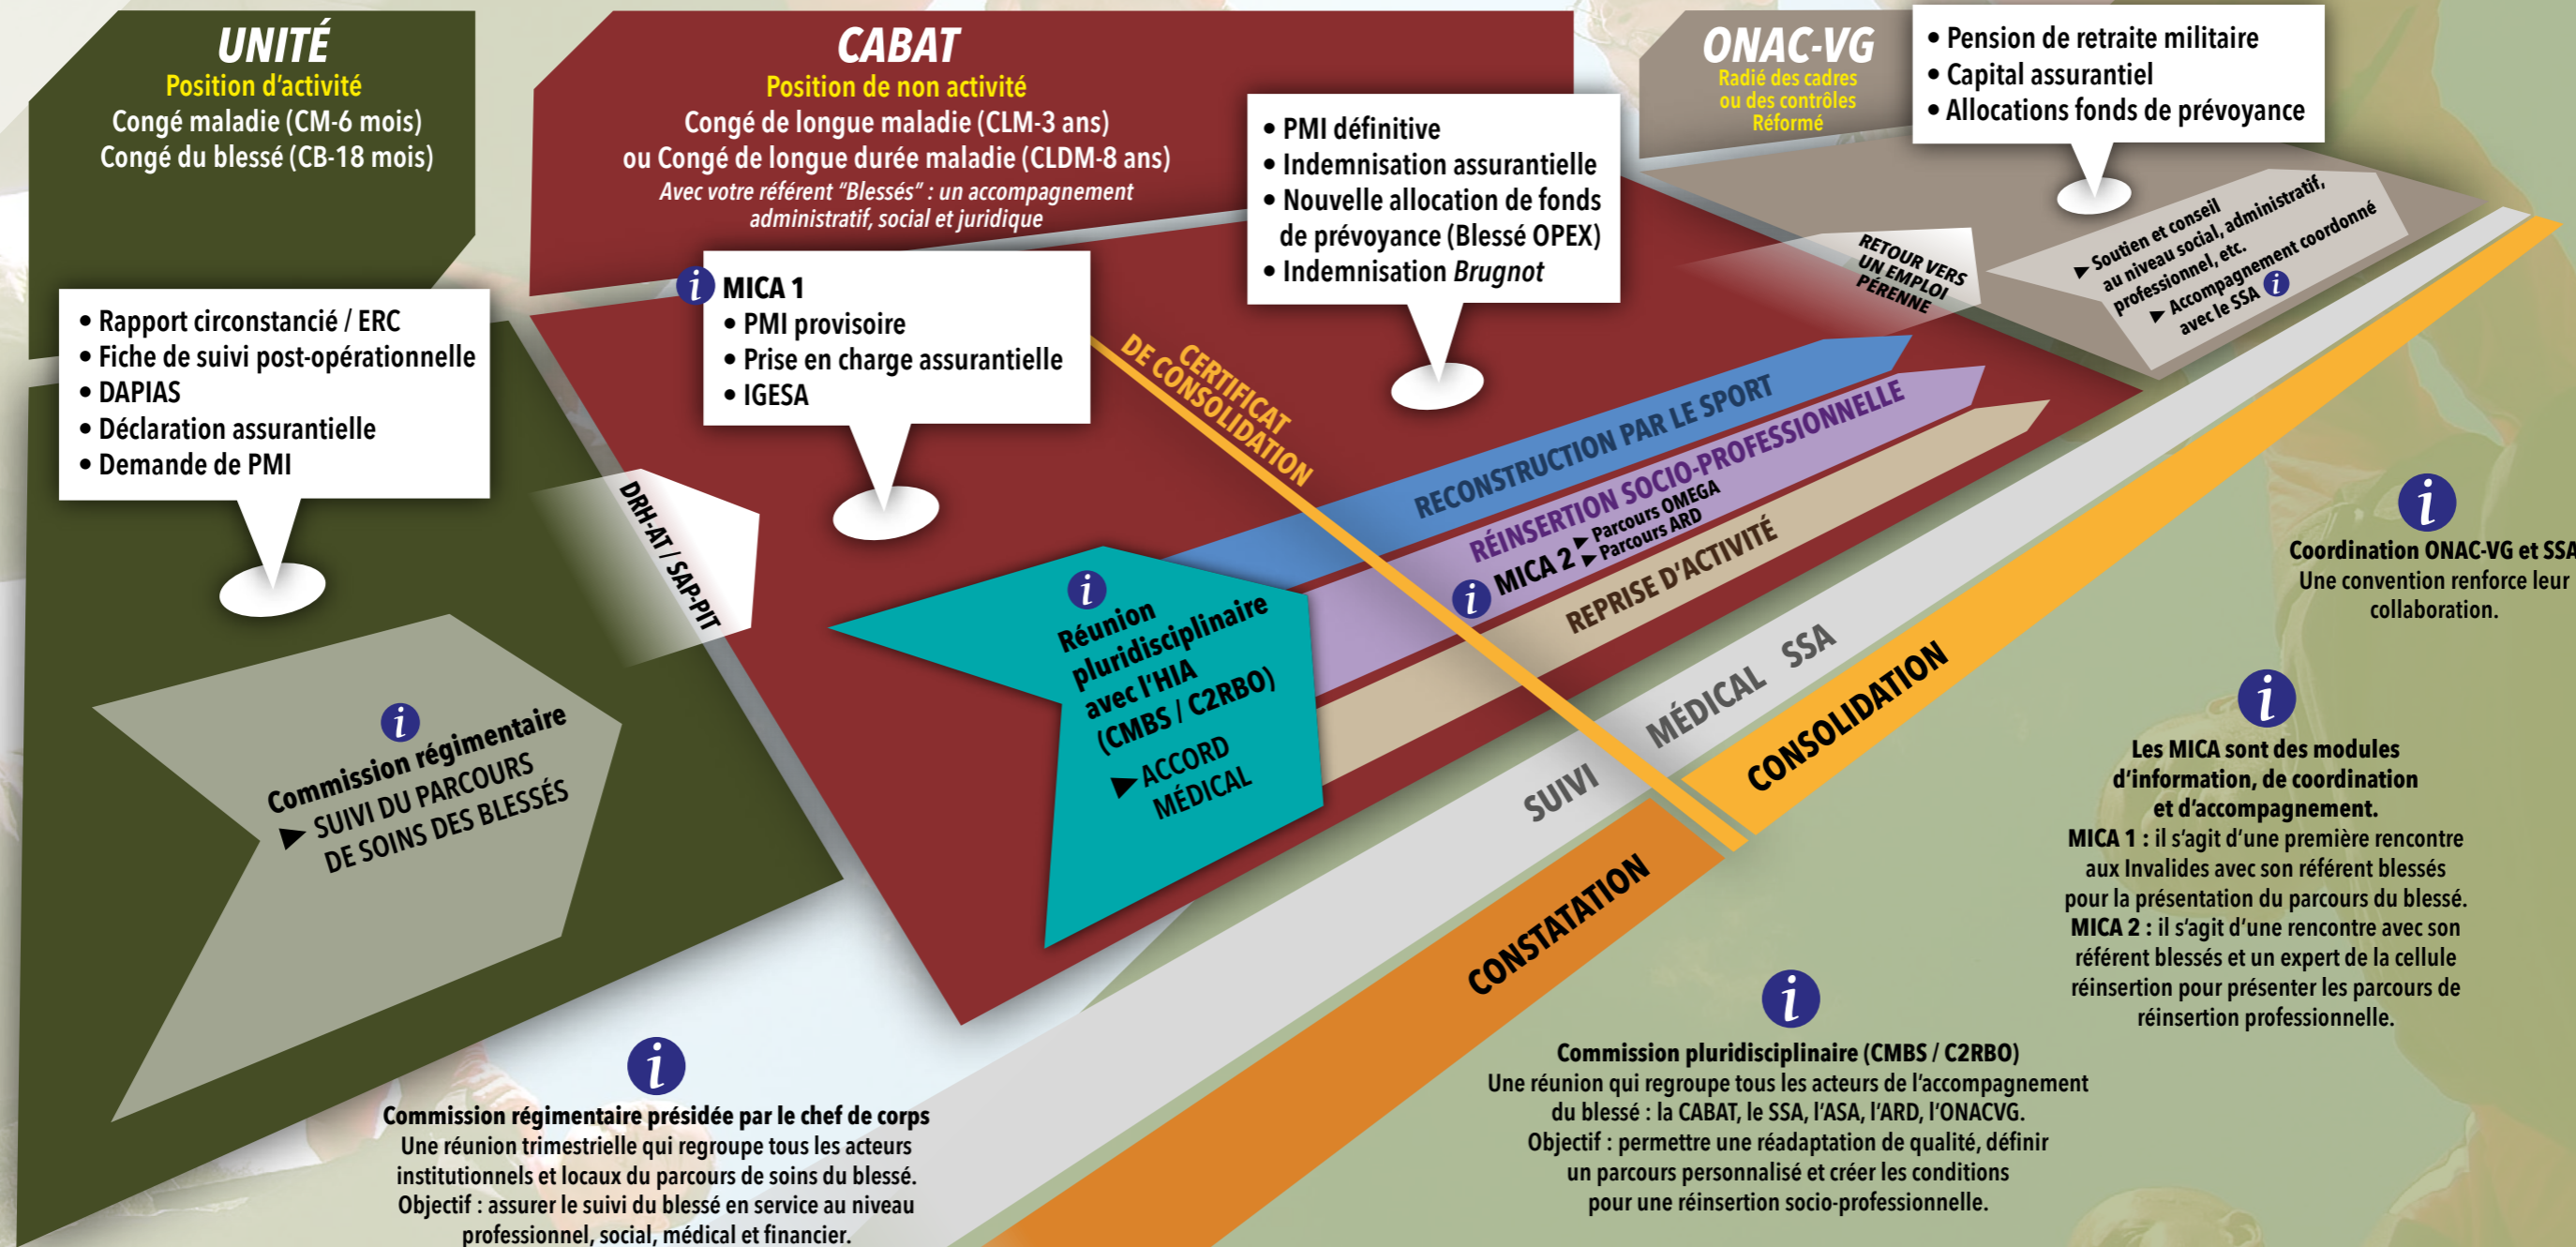 UNITÉ
Position d'activité
Congé maladie (CM-6 mois)
Congé du blessé (CB-18 mois)
• Rapport circonstancié / ERC
• Fiche de suivi post-opérationnelle
• DAPIAS
• Déclaration assurantielle
• Demande de PMI
i
Commission régimentaire
► SUIVI DU PARCOURS
DE SOINS DES BLESSÉS
DRH-AT / SAP-PIT
CABAT
Position de non activité
Congé de longue maladie (CLM-3 ans)
ou Congé de longue durée maladie (CLDM-8 ans)
Avec votre référent "Blessés" : un accompagnement
administratif, social et juridique
i MICA 1
• PMI provisoire
• Prise en charge assurantielle
• IGESA
CERTIFICAT
DE CONSOLIDATION
• PMI définitive
• Indemnisation assurantielle
• Nouvelle allocation de fonds
de prévoyance (Blessé OPEX)
• Indemnisation Brugnot
i
Réunion
pluridisciplinaire
avec l'HIA
(CMBS / C2RBO)
► ACCORD
MÉDICAL
RECONSTRUCTION PAR LE SPORT
RÉINSERTION SOCIO-PROFESSIONNELLE
i MICA 2 ► Parcours OMEGA
► Parcours ARD
REPRISE D'ACTIVITÉ
ONAC-VG
Radié des cadres
ou des contrôles
Réformé
• Pension de retraite militaire
• Capital assurantiel
• Allocations fonds de prévoyance
RETOUR VERS
UN EMPLOI
PÉRENNE
► Soutien et conseil
au niveau social, administratif,
professionnel, etc.
► Accompagnement coordonné
avec le SSA i
SUIVI MÉDICAL SSA
CONSTATATION
CONSOLIDATION
i
Coordination ONAC-VG et SSA
Une convention renforce leur
collaboration.
i
Les MICA sont des modules
d'information, de coordination
et d'accompagnement.
MICA 1 : il s'agit d'une première rencontre
aux Invalides avec son référent blessés
pour la présentation du parcours du blessé.
MICA 2 : il s'agit d'une rencontre avec son
référent blessés et un expert de la cellule
réinsertion pour présenter les parcours de
réinsertion professionnelle.
i
Commission pluridisciplinaire (CMBS / C2RBO)
Une réunion qui regroupe tous les acteurs de l'accompagnement
du blessé : la CABAT, le SSA, l'ASA, l'ARD, l'ONACVG.
Objectif : permettre une réadaptation de qualité, définir
un parcours personnalisé et créer les conditions
pour une réinsertion socio-professionnelle.
i
Commission régimentaire présidée par le chef de corps
Une réunion trimestrielle qui regroupe tous les acteurs
institutionnels et locaux du parcours de soins du blessé.
Objectif : assurer le suivi du blessé en service au niveau
professionnel, social, médical et financier.